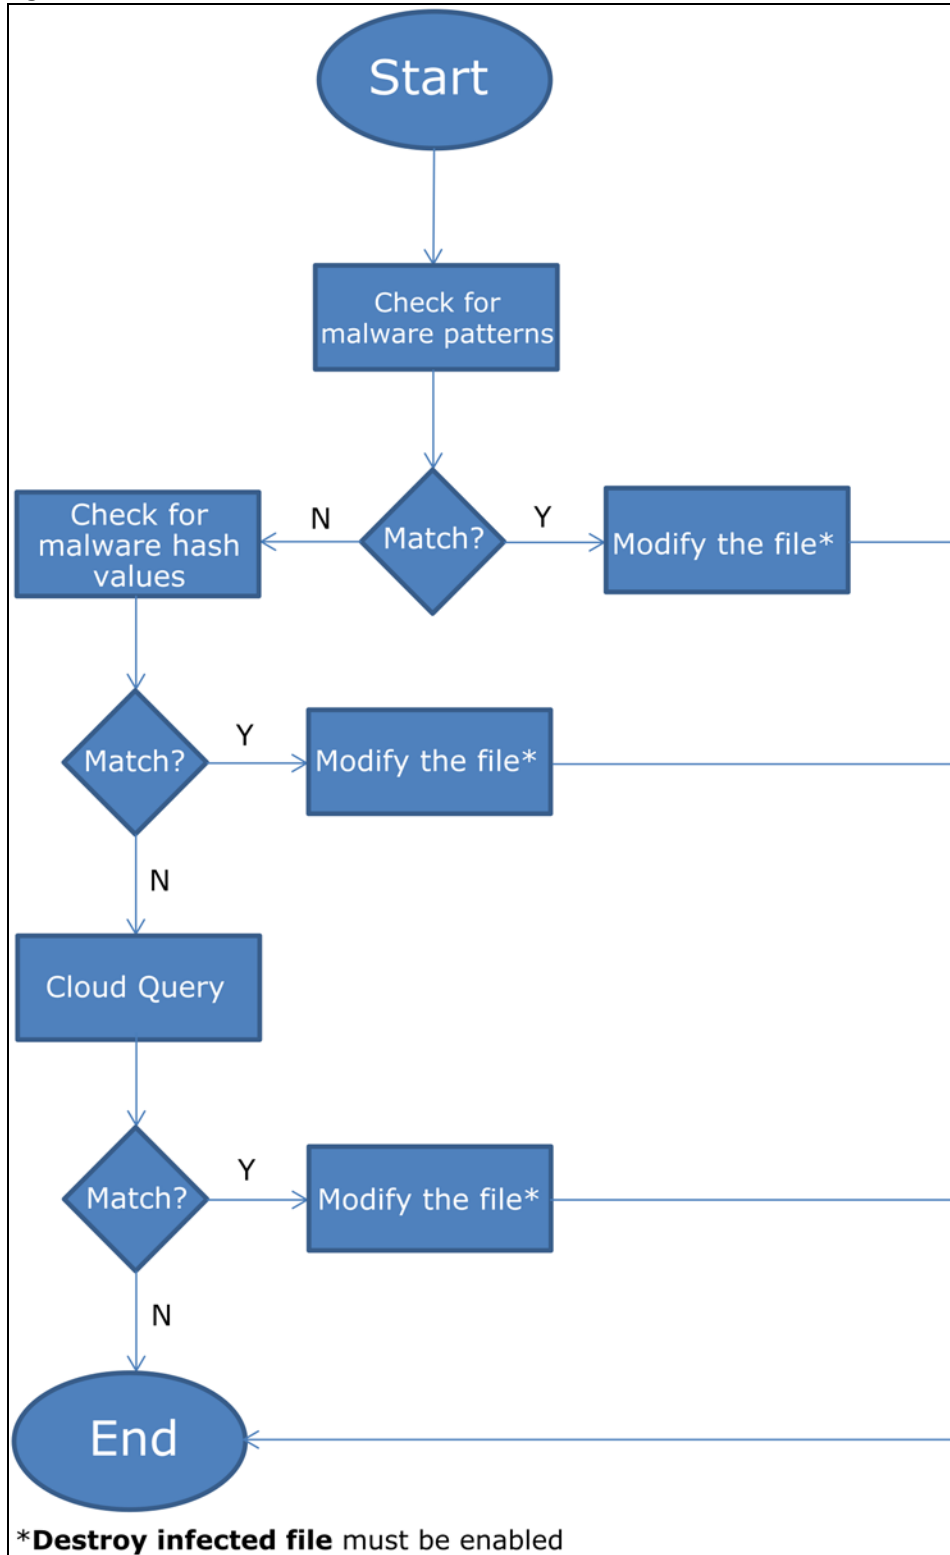 Start
Check for
malware patterns
Match?
N
Y
Check for
malware hash
values
Modify the file*
Match?
Y
Modify the file*
N
Cloud Query
Match?
Y
Modify the file*
N
End
*Destroy infected file must be enabled